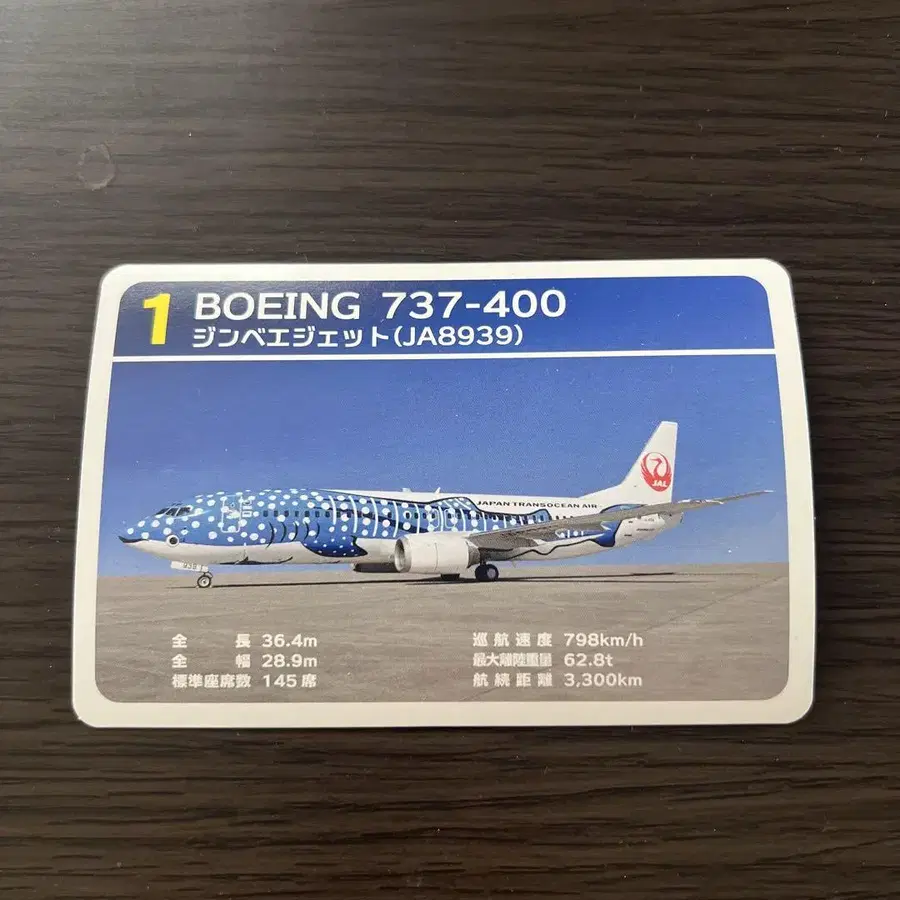 1 BOEING 737-400
ジンベエジェット(JA8939)
JAL
JAPAN TRANSOCEAN AIR
全長 36.4m
全幅 28.9m
標準座席数 145席
巡航速度 798km/h
最大離陸重量 62.8t
航続距離 3,300km